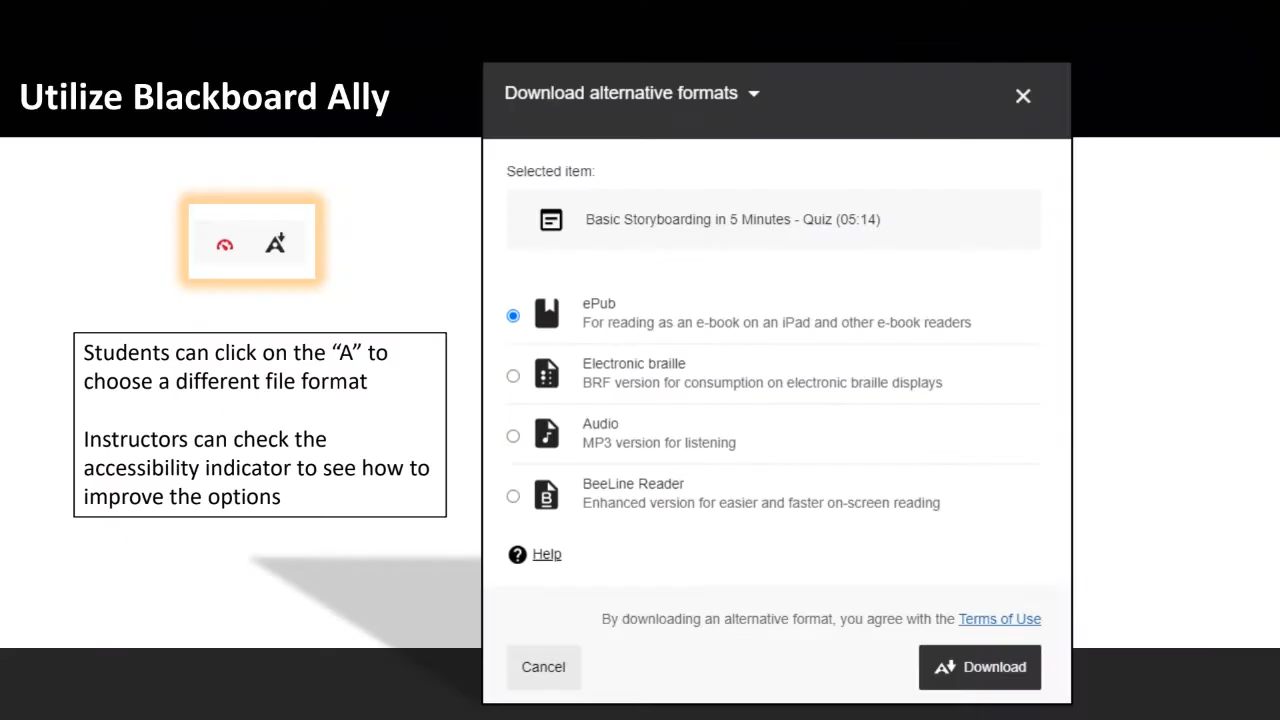 Utilize Blackboard Ally
Students can click on the “A” to
choose a different file format
Instructors can check the
accessibility indicator to see how to
improve the options
Download alternative formats
Selected item:
Basic Storyboarding in 5 Minutes - Quiz (05:14)
ePub
For reading as an e-book on an iPad and other e-book readers
Electronic braille
BRF version for consumption on electronic braille displays
Audio
MP3 version for listening
BeeLine Reader
Enhanced version for easier and faster on-screen reading
Help
By downloading an alternative format, you agree with the Terms of Use
Cancel
Download